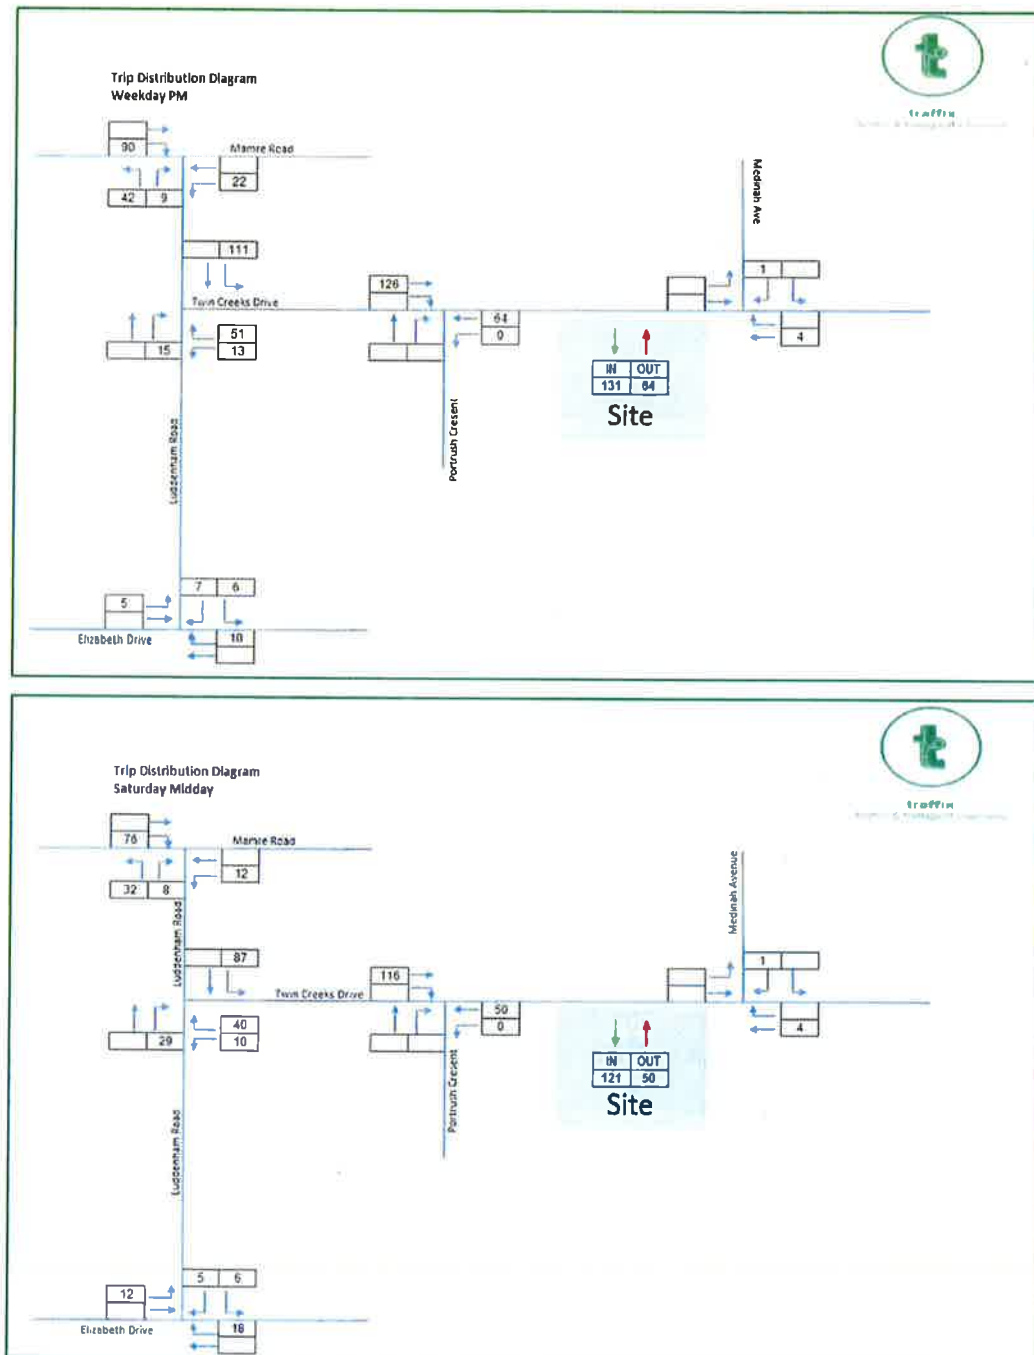 Trip Distribution Diagram
Weekday PM
traffix
90
Mamre Road
22
42 9
Medinah Ave
111
1
126
Twin Creeks Drive
64
0
51
13
15
4
IN OUT
131 64
Site
Luddenham Road
Portrush Cresent
7 6
5
Elizabeth Drive
10
Trip Distribution Diagram
Saturday Midday
traffix
76
Mamre Road
12
32 8
Luddenham Road
Medinah Avenue
87
1
116
Twin Creeks Drive
50
0
40
10
29
4
IN OUT
121 50
Site
Luddenham Road
Portrush Cresent
5 6
12
Elizabeth Drive
18